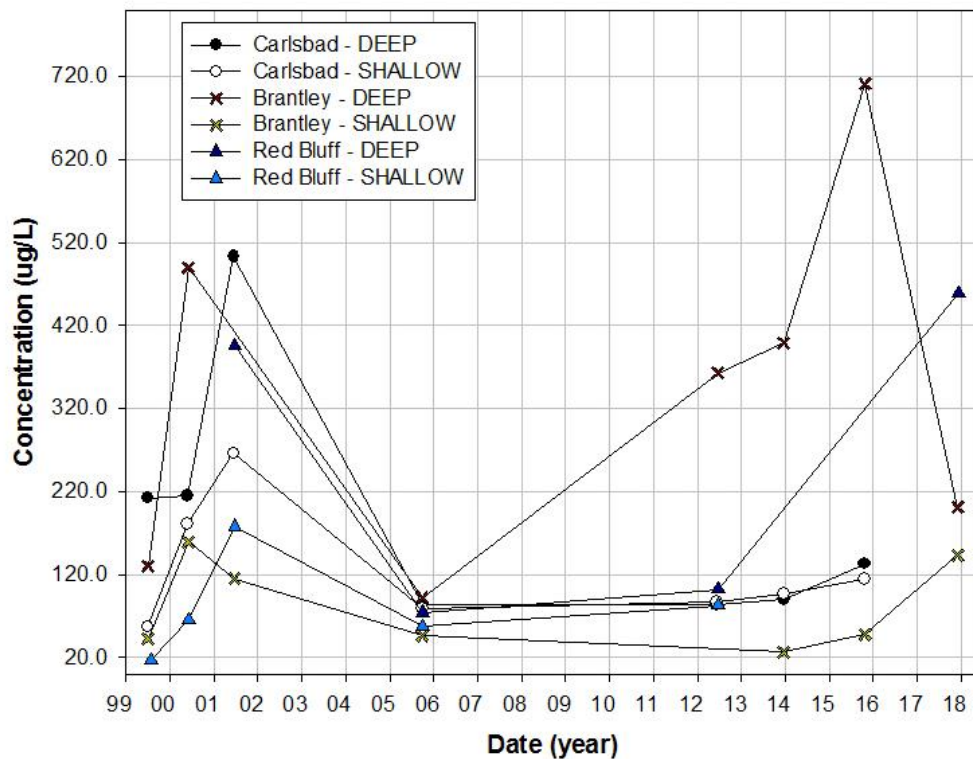 Carlsbad - DEEP
Carlsbad - SHALLOW
Brantley - DEEP
Brantley - SHALLOW
Red Bluff - DEEP
Red Bluff - SHALLOW
720.0
620.0
520.0
420.0
320.0
220.0
120.0
20.0
Concentration (ug/L)
99 00 01 02 03 04 05 06 07 08 09 10 11 12 13 14 15 16 17 18
Date (year)